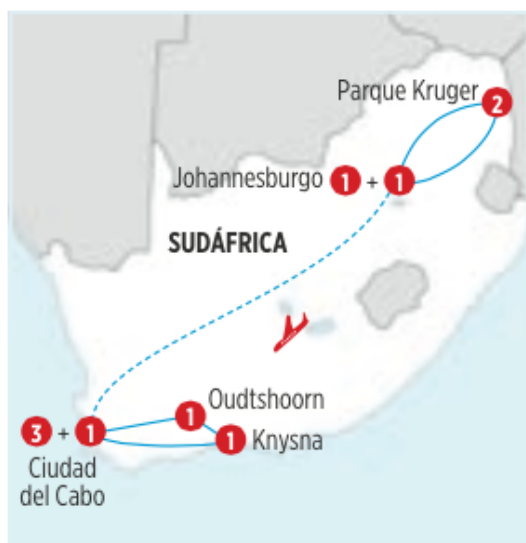 Parque Kruger 2
Johannesburgo 1 + 1
SUDÁFRICA
Oudtshoorn
1
3 + 1
1 Knysna
Ciudad
del Cabo